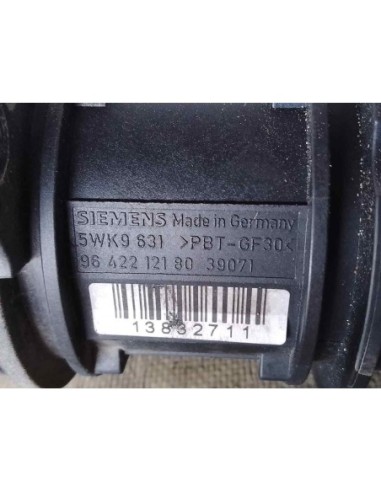 SIEMENS Made in Germany
5WK9 631 >PBT-GF30<
96 422 121 80 39071
13832711